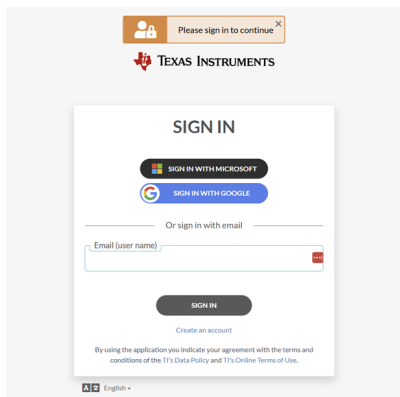 Please sign in to continue
TEXAS INSTRUMENTS
SIGN IN
SIGN IN WITH MICROSOFT
SIGN IN WITH GOOGLE
Or sign in with email
Email (user name)
SIGN IN
Create an account
By using the application you indicate your agreement with the terms and
conditions of the TI's Data Policy and TI's Online Terms of Use.
English